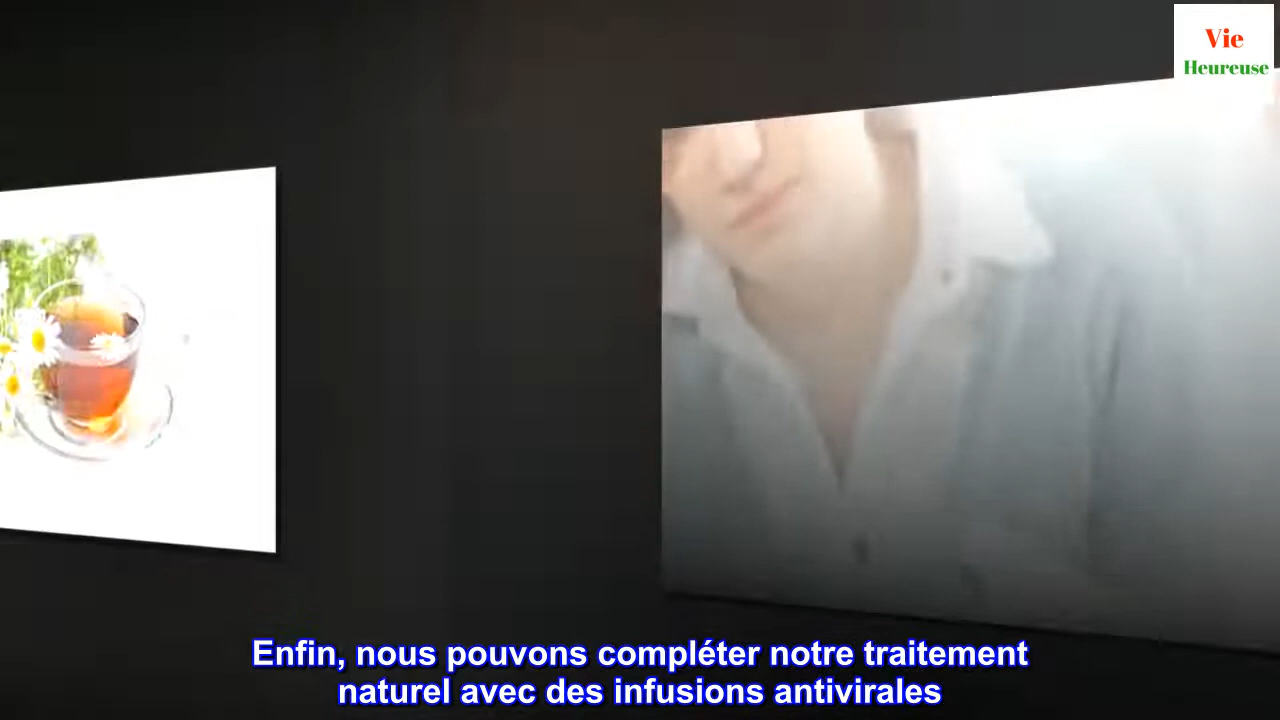 Vie
Heureuse
Enfin, nous pouvons compléter notre traitement
naturel avec des infusions antivirales